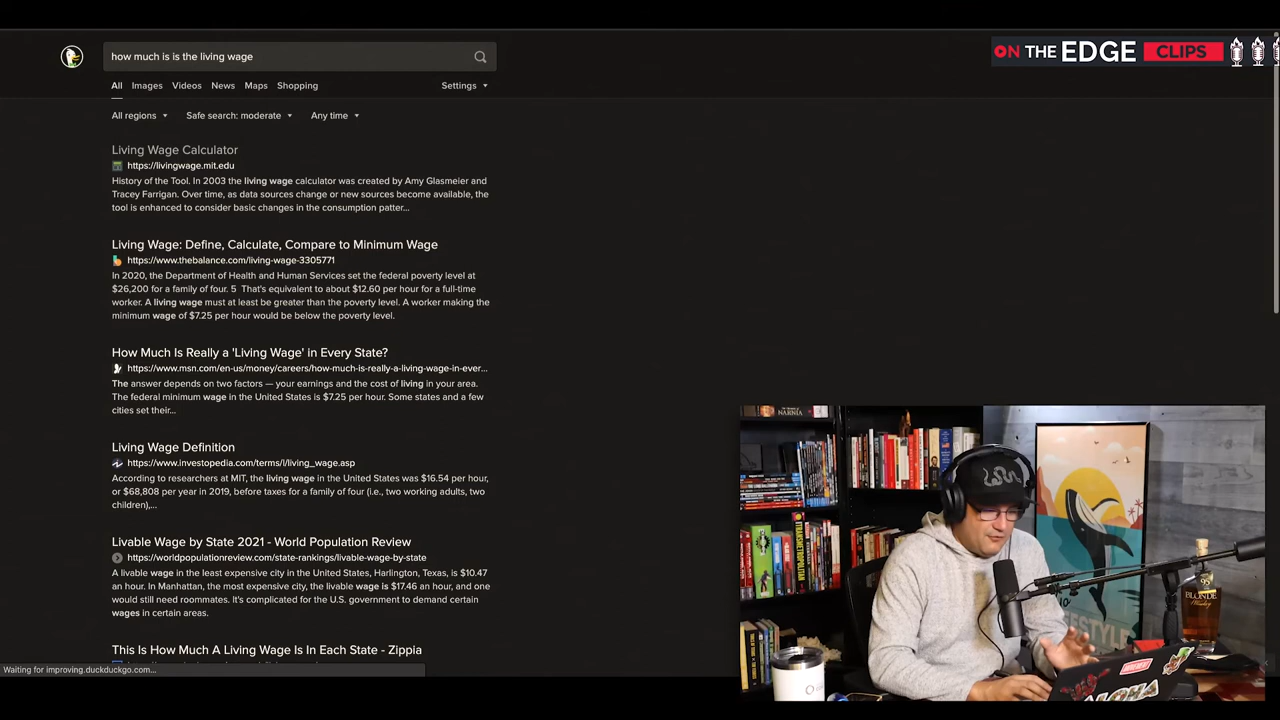 how much is is the living wage
ON THE EDGE CLIPS
All Images Videos News Maps Shopping Settings
All regions Safe search: moderate Any time
Living Wage Calculator
https://livingwage.mit.edu
History of the Tool. In 2003 the living wage calculator was created by Amy Glasmeier and
Tracey Farrigan. Over time, as data sources change or new sources become available, the
tool is enhanced to consider basic changes in the consumption patter...
Living Wage: Define, Calculate, Compare to Minimum Wage
https://www.thebalance.com/living-wage-3305771
In 2020, the Department of Health and Human Services set the federal poverty level at
$26,200 for a family of four. 5 That's equivalent to about $12.60 per hour for a full-time
worker. A living wage must at least be greater than the poverty level. A worker making the
minimum wage of $7.25 per hour would be below the poverty level.
How Much Is Really a 'Living Wage' in Every State?
https://www.msn.com/en-us/money/careers/how-much-is-really-a-living-wage-in-ever...
The answer depends on two factors — your earnings and the cost of living in your area.
The federal minimum wage in the United States is $7.25 per hour. Some states and a few
cities set their...
Living Wage Definition
https://www.investopedia.com/terms/l/living_wage.asp
According to researchers at MIT, the living wage in the United States was $16.54 per hour,
or $68,808 per year in 2019, before taxes for a family of four (i.e., two working adults, two
children),...
Livable Wage by State 2021 - World Population Review
https://worldpopulationreview.com/state-rankings/livable-wage-by-state
A livable wage in the least expensive city in the United States, Harlington, Texas, is $10.47
an hour. In Manhattan, the most expensive city, the livable wage is $17.46 an hour, and one
would still need roommates. It's complicated for the U.S. government to demand certain
wages in certain areas.
This Is How Much A Living Wage Is In Each State - Zippia
Waiting for improving.duckduckgo.com...
NARNIA
TRANSMETROPOLITAN
BLONDE
ALOHA